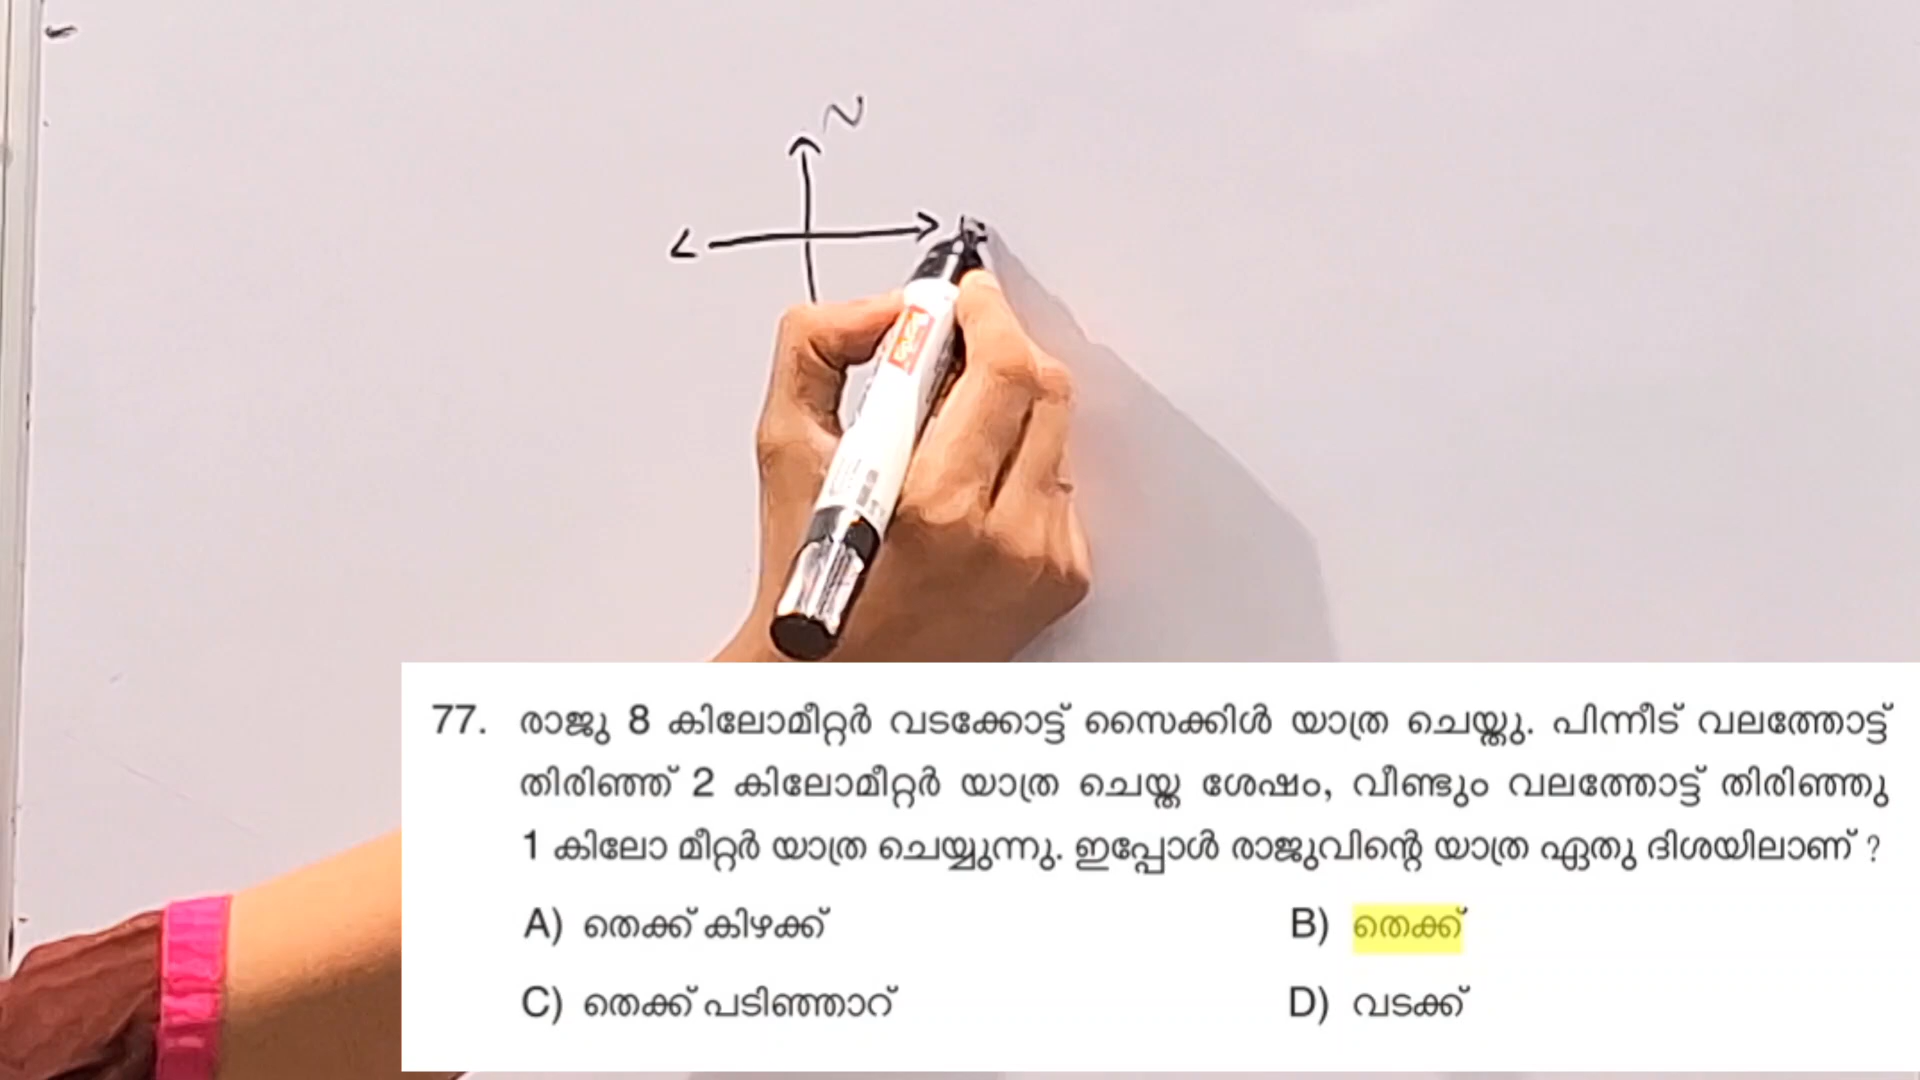 N
77. രാജു 8 കിലോമീറ്റർ വടക്കോട്ട് സൈക്കിൾ യാത്ര ചെയ്തു. പിന്നീട് വലത്തോട്ട്
തിരിഞ്ഞ് 2 കിലോമീറ്റർ യാത്ര ചെയ്ത ശേഷം, വീണ്ടും വലത്തോട്ട് തിരിഞ്ഞു
1 കിലോ മീറ്റർ യാത്ര ചെയ്യുന്നു. ഇപ്പോൾ രാജുവിന്റെ യാത്ര ഏതു ദിശയിലാണ് ?
A) തെക്ക് കിഴക്ക് B) തെക്ക്
C) തെക്ക് പടിഞ്ഞാറ് D) വടക്ക്